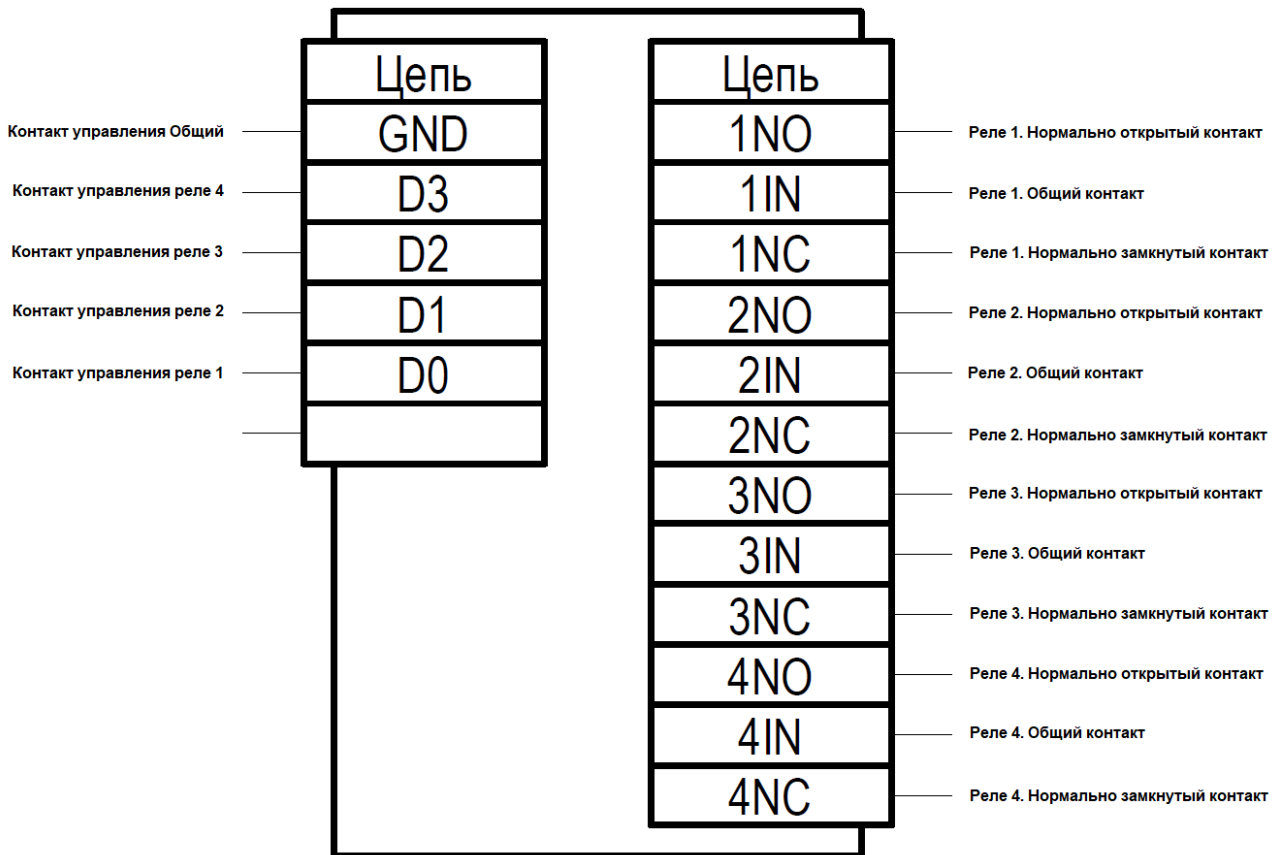 Цепь
Цепь
Контакт управления Общий
GND
1NO
Реле 1. Нормально открытый контакт
Контакт управления реле 4
D3
1IN
Реле 1. Общий контакт
Контакт управления реле 3
D2
1NC
Реле 1. Нормально замкнутый контакт
Контакт управления реле 2
D1
2NO
Реле 2. Нормально открытый контакт
Контакт управления реле 1
D0
2IN
Реле 2. Общий контакт
2NC
Реле 2. Нормально замкнутый контакт
3NO
Реле 3. Нормально открытый контакт
3IN
Реле 3. Общий контакт
3NC
Реле 3. Нормально замкнутый контакт
4NO
Реле 4. Нормально открытый контакт
4IN
Реле 4. Общий контакт
4NC
Реле 4. Нормально замкнутый контакт